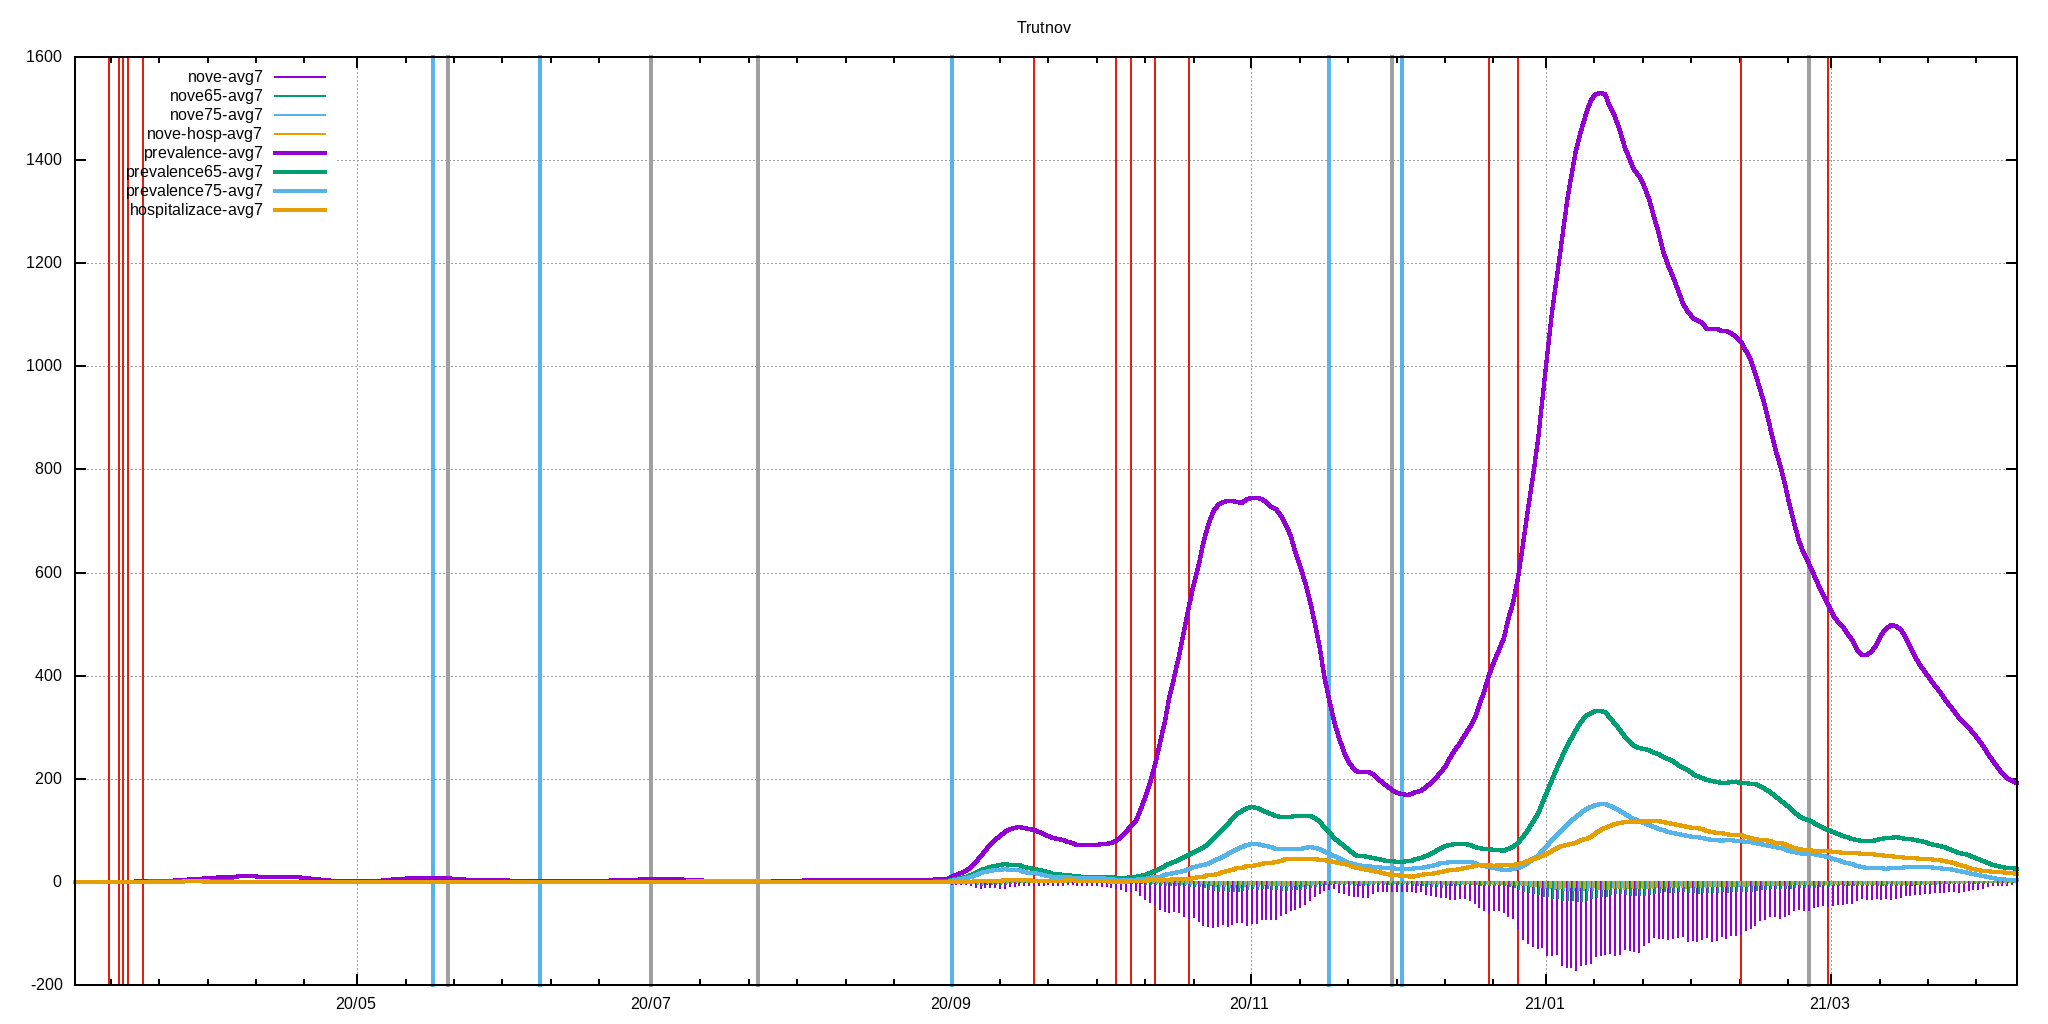 Trutnov
1600
1400
1200
1000
800
600
400
200
0
-200
nove-avg7
nove65-avg7
nove75-avg7
nove-hosp-avg7
prevalence-avg7
prevalence65-avg7
prevalence75-avg7
hospitalizace-avg7
20/05
20/07
20/09
20/11
21/01
21/03